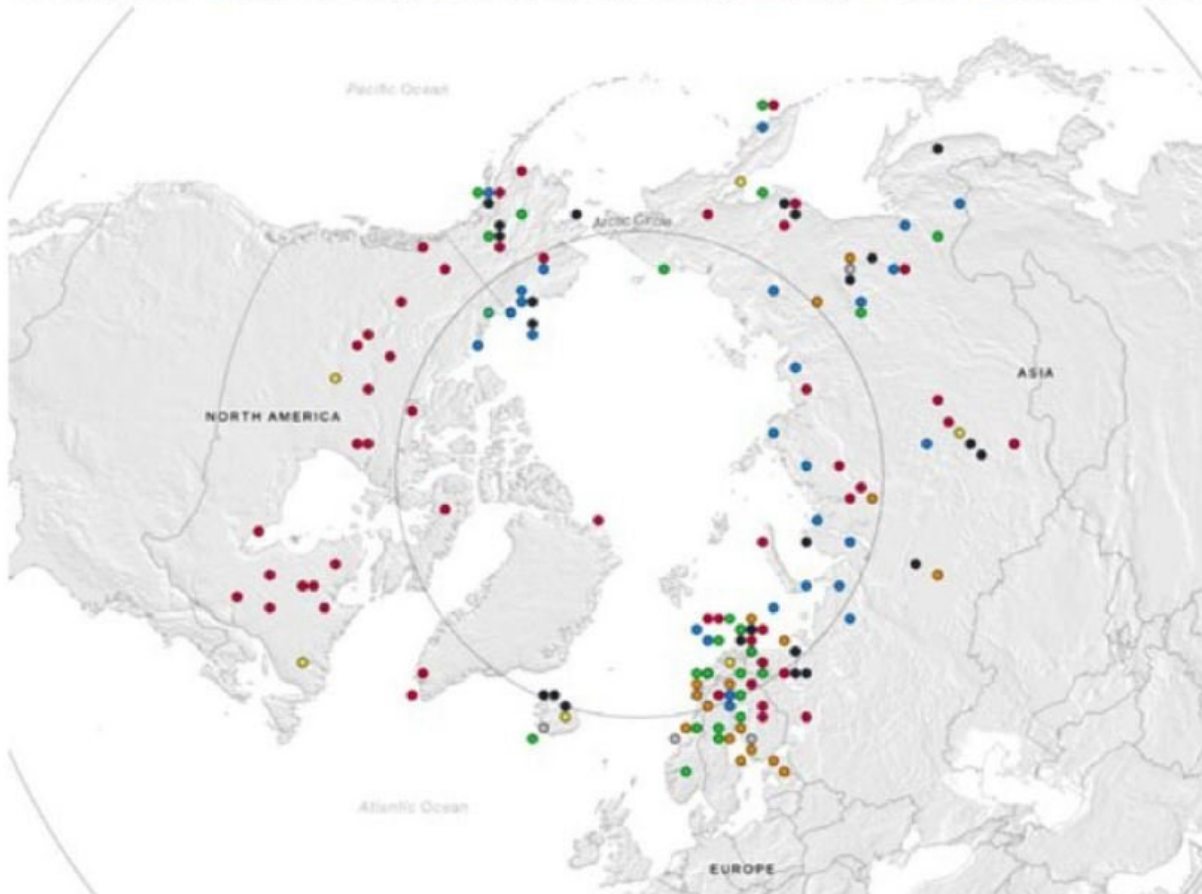 Pacific Ocean
Arctic Circle
ASIA
NORTH AMERICA
Atlantic Ocean
EUROPE